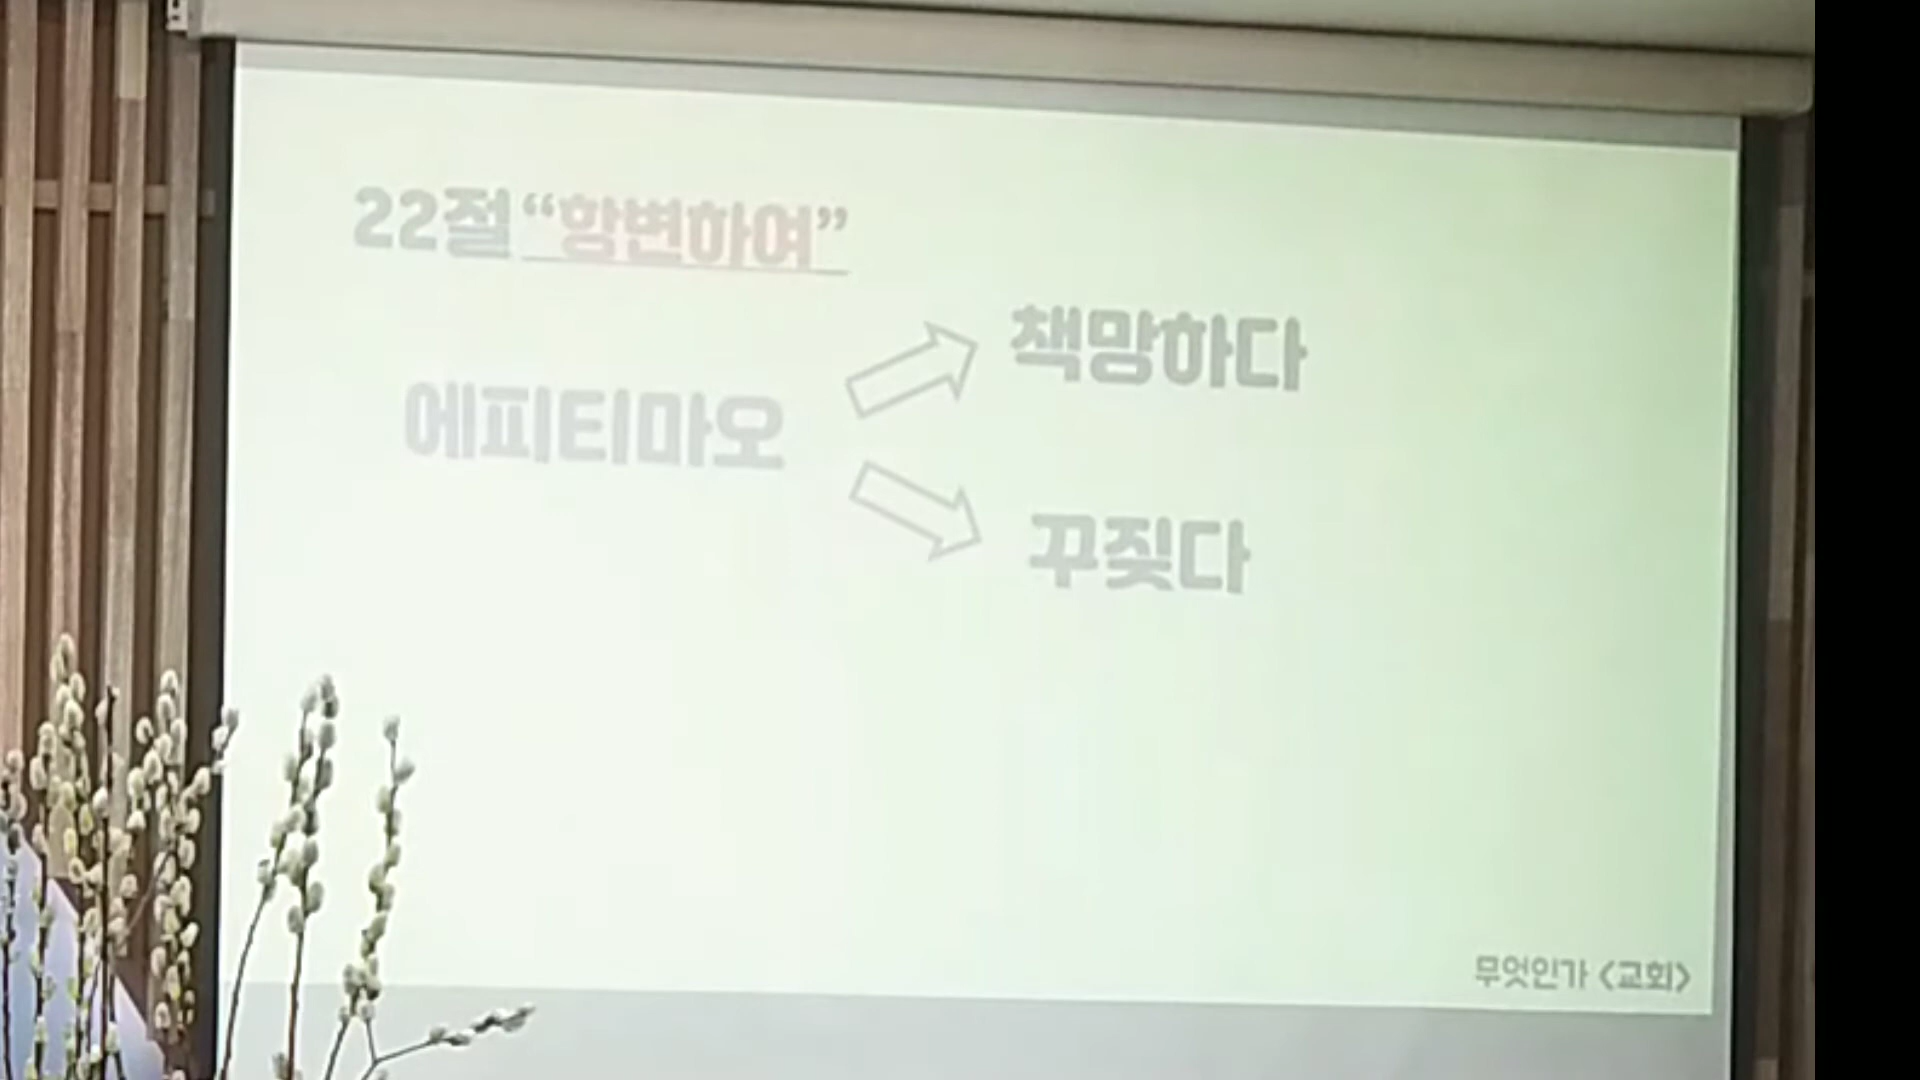 22절 “항변하여”
책망하다
에피티마오
꾸짖다
무엇인가 <교회>